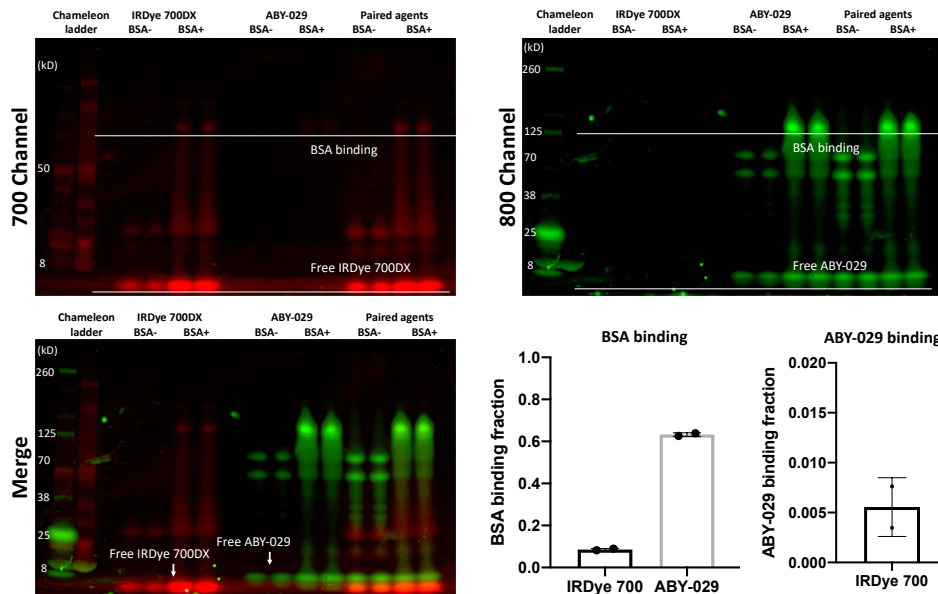 Chameleon IRDye 700DX ABY-029 Paired agents
ladder BSA- BSA+ BSA- BSA+ BSA- BSA+
(kD)
50
8
700 Channel
BSA binding
Free IRDye 700DX
Chameleon IRDye 700DX ABY-029 Paired agents
ladder BSA- BSA+ BSA- BSA+ BSA- BSA+
(kD)
260
125
70
38
25
8
800 Channel
BSA binding
Free ABY-029
Chameleon IRDye 700DX ABY-029 Paired agents
ladder BSA- BSA+ BSA- BSA+ BSA- BSA+
(kD)
260
125
70
38
25
8
Merge
Free IRDye 700DX
Free ABY-029
BSA binding
BSA binding fraction
1.0
0.8
0.6
0.4
0.2
0.0
IRDye 700 ABY-029
ABY-029 binding
ABY-029 binding fraction
0.020
0.015
0.010
0.005
0.000
IRDye 700